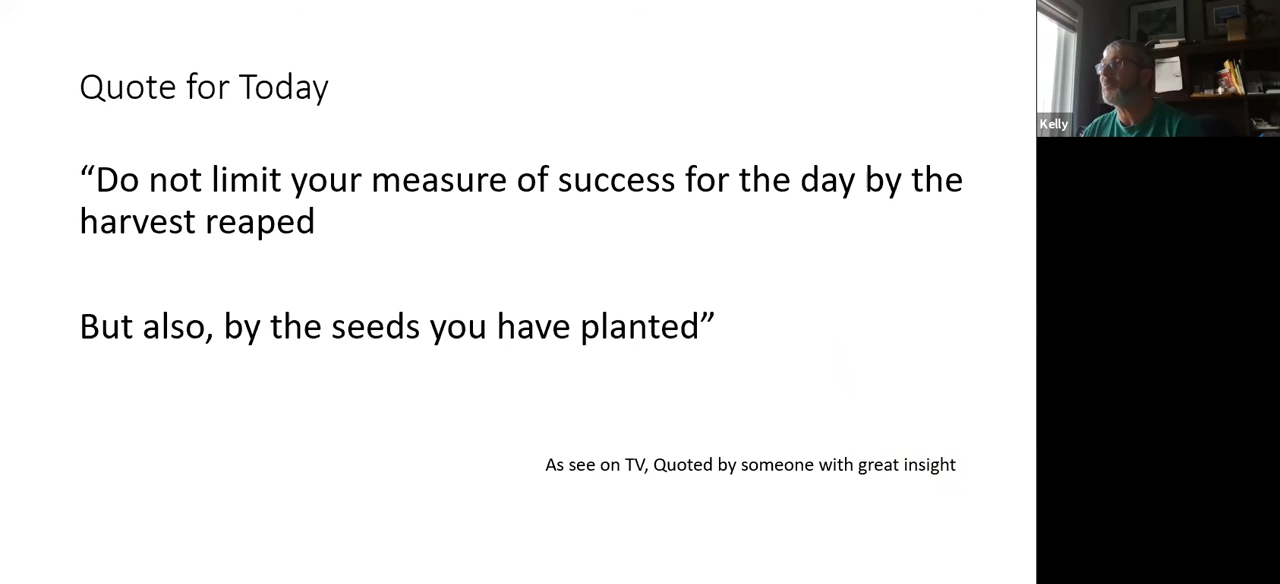 Quote for Today
“Do not limit your measure of success for the day by the
harvest reaped
But also, by the seeds you have planted”
As see on TV, Quoted by someone with great insight
Kelly